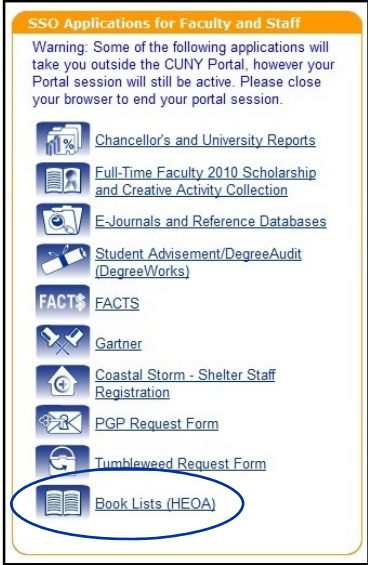 SSO Applications for Faculty and Staff
Warning: Some of the following applications will
take you outside the CUNY Portal, however your
Portal session will still be active. Please close
your browser to end your portal session.
Chancellor's and University Reports
Full-Time Faculty 2010 Scholarship
and Creative Activity Collection
E-Journals and Reference Databases
Student Advisement/DegreeAudit
(DegreeWorks)
FACT$ FACTS
Gartner
Coastal Storm - Shelter Staff
Registration
PGP Request Form
Tumbleweed Request Form
Book Lists (HEOA)